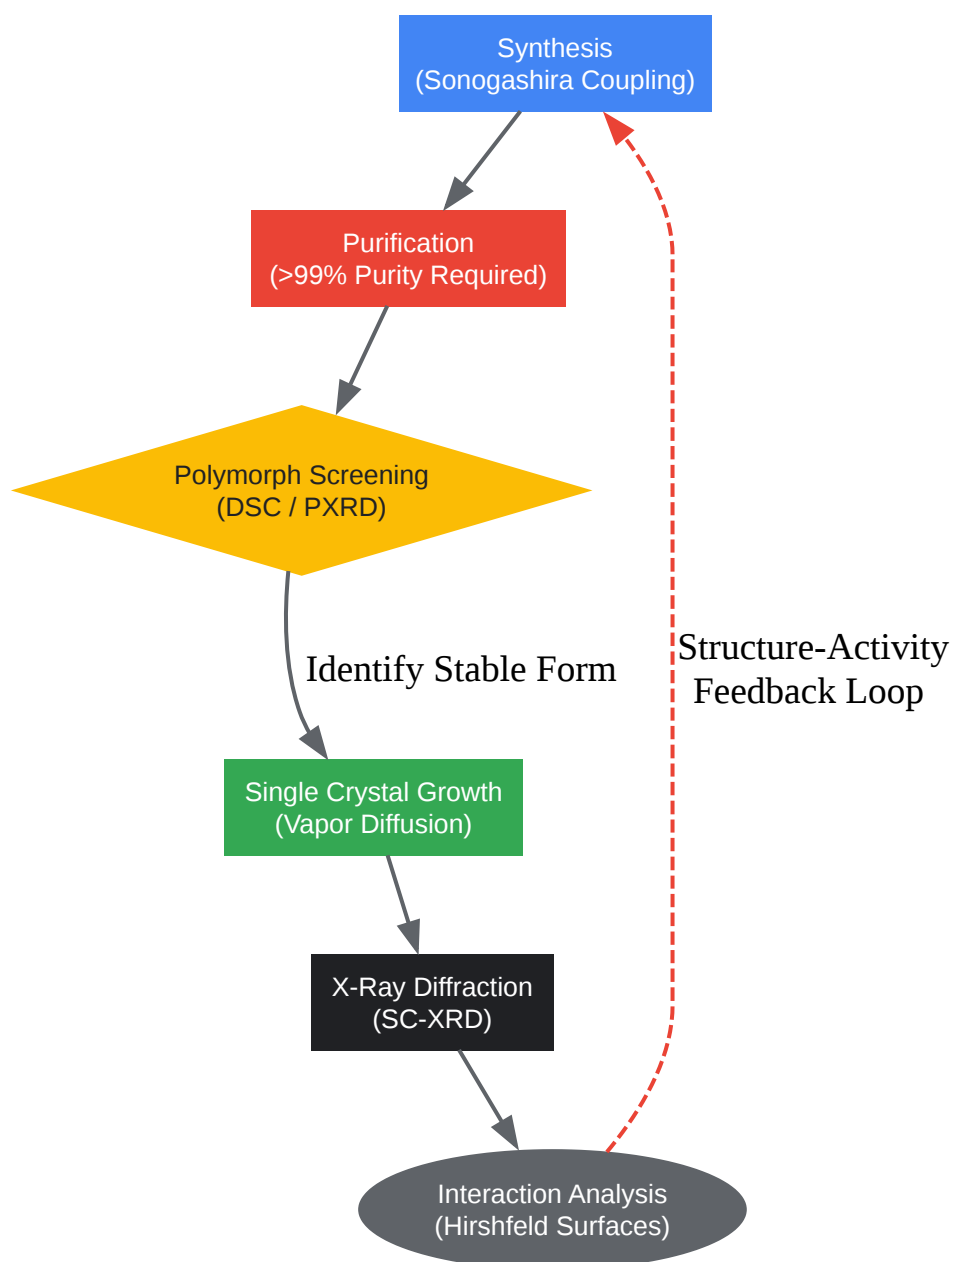 Synthesis
(Sonogashira Coupling)
Purification
(>99% Purity Required)
Polymorph Screening
(DSC / PXRD)
Identify Stable Form
Structure-Activity
Feedback Loop
Single Crystal Growth
(Vapor Diffusion)
X-Ray Diffraction
(SC-XRD)
Interaction Analysis
(Hirshfeld Surfaces)